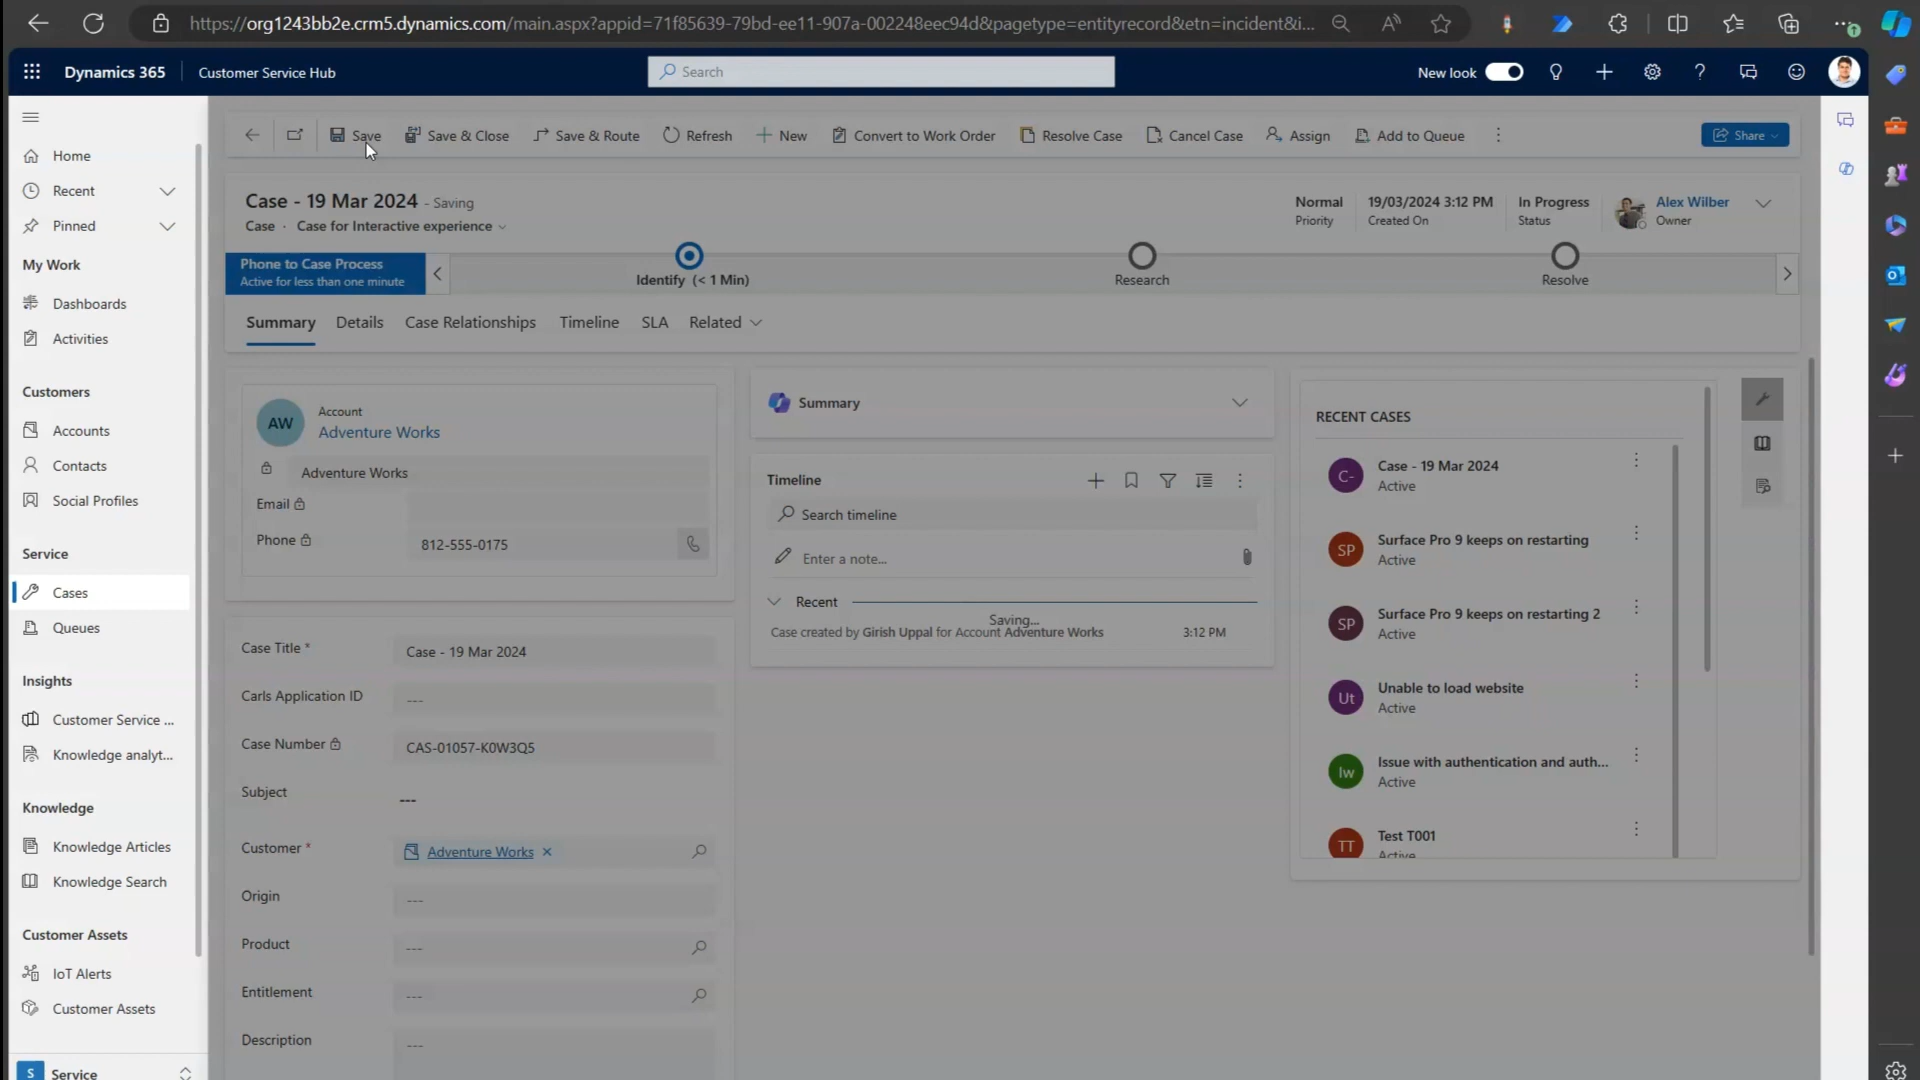 https://org1243bb2e.crm5.dynamics.com/main.aspx?appid=71f85639-79bd-ee11-907a-002248eec94d&pagetype=entityrecord&etn=incident&i...
Dynamics 365
Customer Service Hub
Search
New look
Save
Save & Close
Save & Route
Refresh
New
Convert to Work Order
Resolve Case
Cancel Case
Assign
Add to Queue
Share
Home
Recent
Pinned
My Work
Dashboards
Activities
Customers
Accounts
Contacts
Social Profiles
Service
Cases
Queues
Insights
Customer Service ...
Knowledge analyt...
Knowledge
Knowledge Articles
Knowledge Search
Customer Assets
IoT Alerts
Customer Assets
S Service
Case - 19 Mar 2024 - Saving
Case · Case for Interactive experience
Normal
Priority
19/03/2024 3:12 PM
Created On
In Progress
Status
Alex Wilber
Owner
Phone to Case Process
Active for less than one minute
Identify (< 1 Min)
Research
Resolve
Summary
Details
Case Relationships
Timeline
SLA
Related
AW
Account
Adventure Works
Adventure Works
Email
Phone
812-555-0175
Case Title *
Case - 19 Mar 2024
Carls Application ID
---
Case Number
CAS-01057-K0W3Q5
Subject
---
Customer *
Adventure Works
Origin
---
Product
---
Entitlement
---
Description
---
Summary
Timeline
Search timeline
Enter a note...
Recent
Saving...
Case created by Girish Uppal for Account Adventure Works
3:12 PM
RECENT CASES
C-
Case - 19 Mar 2024
Active
SP
Surface Pro 9 keeps on restarting
Active
SP
Surface Pro 9 keeps on restarting 2
Active
Ut
Unable to load website
Active
Iw
Issue with authentication and auth...
Active
TT
Test T001
Active